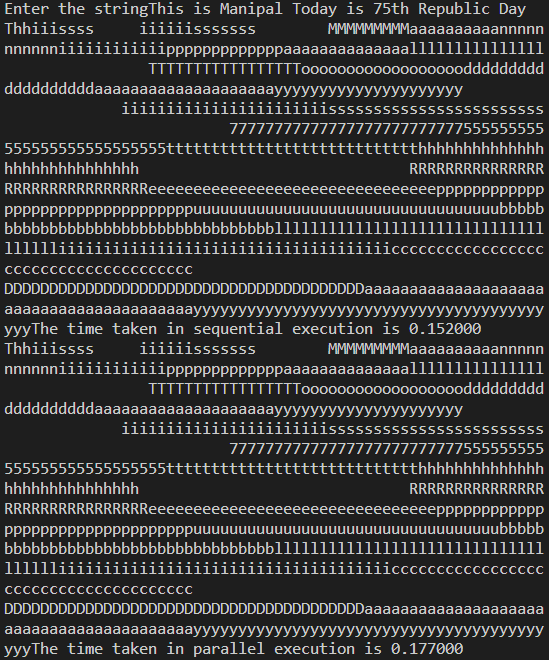 Enter the stringThis is Manipal Today is 75th Republic Day
Thhiiissss     iiiiiisssssss        MMMMMMMMMaaaaaaaaaannnnn
nnnnnniiiiiiiiiiiipppppppppppppaaaaaaaaaaaaaalllllllllllllll
                TTTTTTTTTTTTTTTTTooooooooooooooooooddddddddd
ddddddddddaaaaaaaaaaaaaaaaaaaayyyyyyyyyyyyyyyyyyyyy
             iiiiiiiiiiiiiiiiiiiiiiissssssssssssssssssssssss
                         77777777777777777777777777555555555
555555555555555555tttttttttttttttttttttttttttthhhhhhhhhhhhhh
hhhhhhhhhhhhhhh                              RRRRRRRRRRRRRRR
RRRRRRRRRRRRRRRReeeeeeeeeeeeeeeeeeeeeeeeeeeeeeeepppppppppppp
pppppppppppppppppppppuuuuuuuuuuuuuuuuuuuuuuuuuuuuuuuuuubbbbb
bbbbbbbbbbbbbbbbbbbbbbbbbbbbbbllllllllllllllllllllllllllllll
lllllliiiiiiiiiiiiiiiiiiiiiiiiiiiiiiiiiiiiiccccccccccccccccc
ccccccccccccccccccccc
DDDDDDDDDDDDDDDDDDDDDDDDDDDDDDDDDDDDDDDDaaaaaaaaaaaaaaaaaaaa
aaaaaaaaaaaaaaaaaaaaayyyyyyyyyyyyyyyyyyyyyyyyyyyyyyyyyyyyyyy
yyyThe time taken in sequential execution is 0.152000
Thhiiissss     iiiiiisssssss        MMMMMMMMMaaaaaaaaaannnnn
nnnnnniiiiiiiiiiiipppppppppppppaaaaaaaaaaaaaalllllllllllllll
                TTTTTTTTTTTTTTTTTooooooooooooooooooddddddddd
ddddddddddaaaaaaaaaaaaaaaaaaaayyyyyyyyyyyyyyyyyyyyy
             iiiiiiiiiiiiiiiiiiiiiiissssssssssssssssssssssss
                         77777777777777777777777777555555555
555555555555555555tttttttttttttttttttttttttttthhhhhhhhhhhhhh
hhhhhhhhhhhhhhh                              RRRRRRRRRRRRRRR
RRRRRRRRRRRRRRRReeeeeeeeeeeeeeeeeeeeeeeeeeeeeeeepppppppppppp
pppppppppppppppppppppuuuuuuuuuuuuuuuuuuuuuuuuuuuuuuuuuubbbbb
bbbbbbbbbbbbbbbbbbbbbbbbbbbbbbllllllllllllllllllllllllllllll
lllllliiiiiiiiiiiiiiiiiiiiiiiiiiiiiiiiiiiiiccccccccccccccccc
ccccccccccccccccccccc
DDDDDDDDDDDDDDDDDDDDDDDDDDDDDDDDDDDDDDDDaaaaaaaaaaaaaaaaaaaa
aaaaaaaaaaaaaaaaaaaaayyyyyyyyyyyyyyyyyyyyyyyyyyyyyyyyyyyyyyy
yyyThe time taken in parallel execution is 0.177000